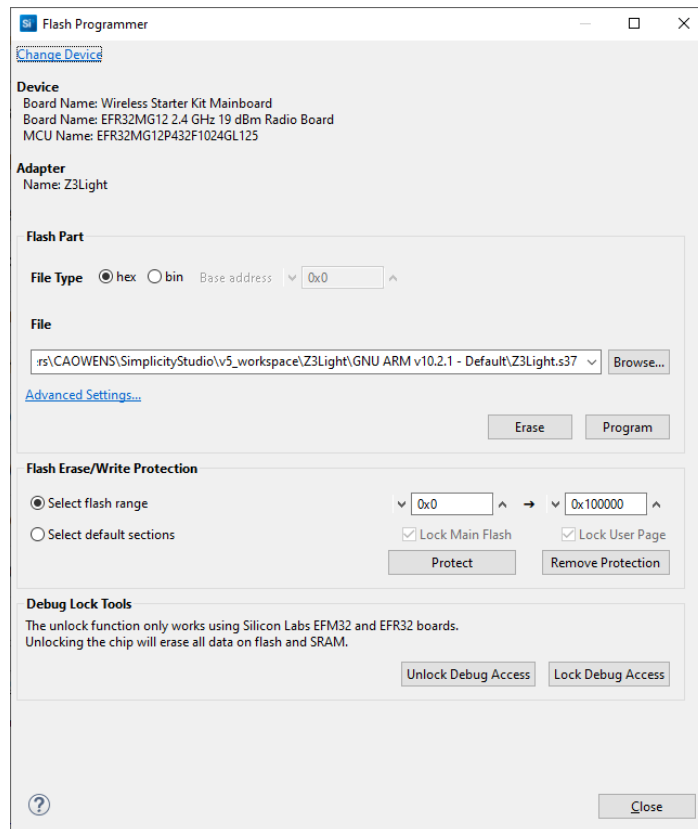 Si Flash Programmer
Change Device
Device
Board Name: Wireless Starter Kit Mainboard
Board Name: EFR32MG12 2.4 GHz 19 dBm Radio Board
MCU Name: EFR32MG12P432F1024GL125
Adapter
Name: Z3Light
Flash Part
File Type hex bin Base address 0x0
File
:rs\CAOWENS\SimplicityStudio\v5_workspace\Z3Light\GNU ARM v10.2.1 - Default\Z3Light.s37 Browse...
Advanced Settings...
Erase Program
Flash Erase/Write Protection
Select flash range 0x0 → 0x100000
Select default sections Lock Main Flash Lock User Page
Protect Remove Protection
Debug Lock Tools
The unlock function only works using Silicon Labs EFM32 and EFR32 boards.
Unlocking the chip will erase all data on flash and SRAM.
Unlock Debug Access Lock Debug Access
? Close